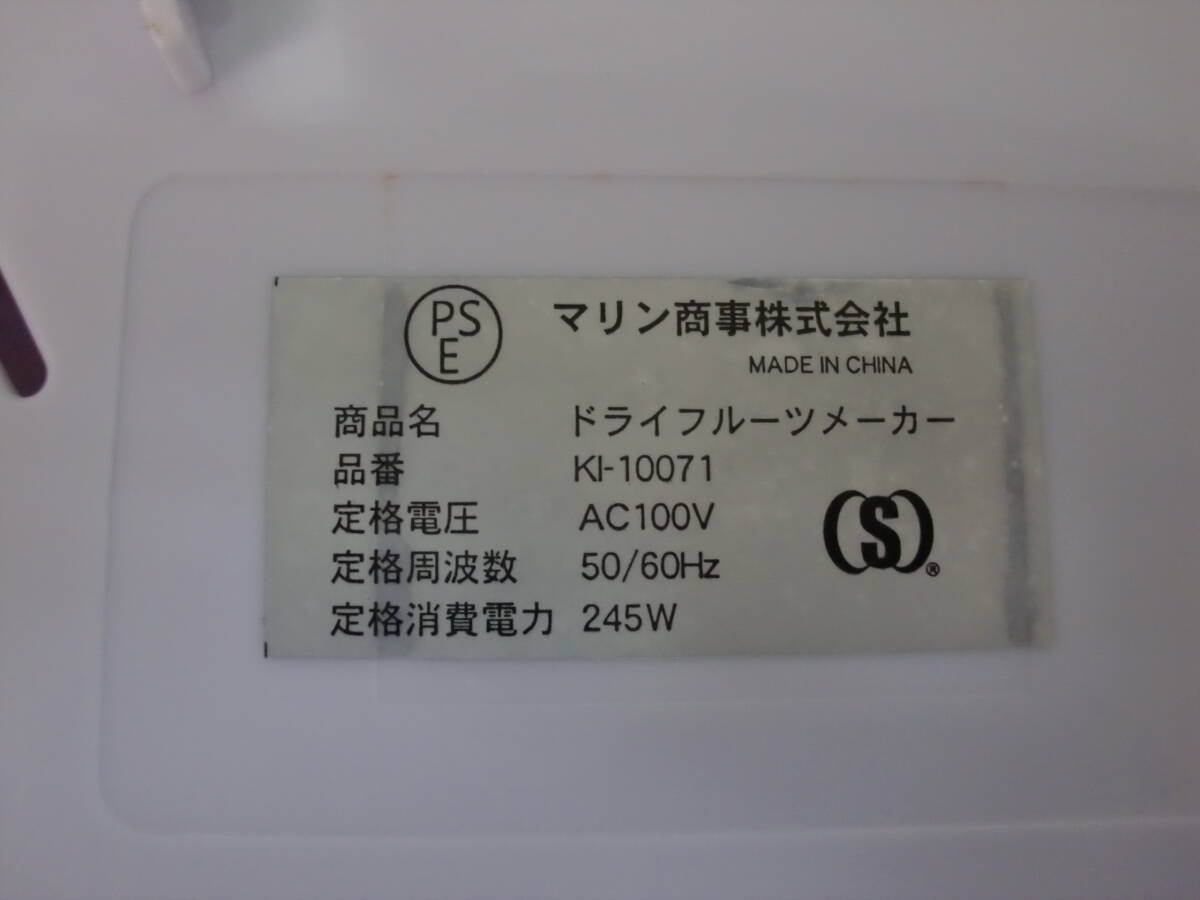 PSE マリン商事株式会社
MADE IN CHINA
商品名 ドライフルーツメーカー
品番 KI-10071
定格電圧 AC100V
定格周波数 50/60Hz
定格消費電力 245W
(S)®